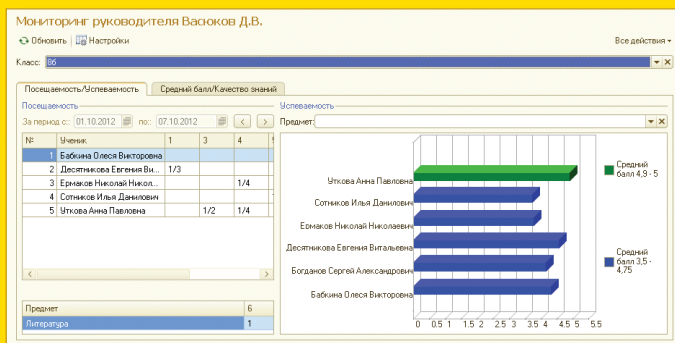 Мониторинг руководителя Васюков Д.В.
Обновить Настройки Все действия
Класс: 8б
Посещаемость/Успеваемость Средний балл/Качество знаний
Посещаемость
За период с: 01.10.2012 по: 07.10.2012
№ Ученик 1 3 4
1 Бабкина Олеся Викторовна
2 Десятникова Евгения Ви... 1/3
3 Ермаков Николай Никол... 1/4
4 Сотников Илья Данилович
5 Уткова Анна Павловна 1/2 1/4
Предмет 6
Литература 1
Успеваемость
Предмет:
Уткова Анна Павловна
Сотников Илья Данилович
Ермаков Николай Николаевич
Десятникова Евгения Витальевна
Богданов Сергей Александрович
Бабкина Олеся Викторовна
0 0.5 1 1.5 2 2.5 3 3.5 4 4.5 5 5.5
Средний
балл 4,9 - 5
Средний
балл 3,5 -
4,75